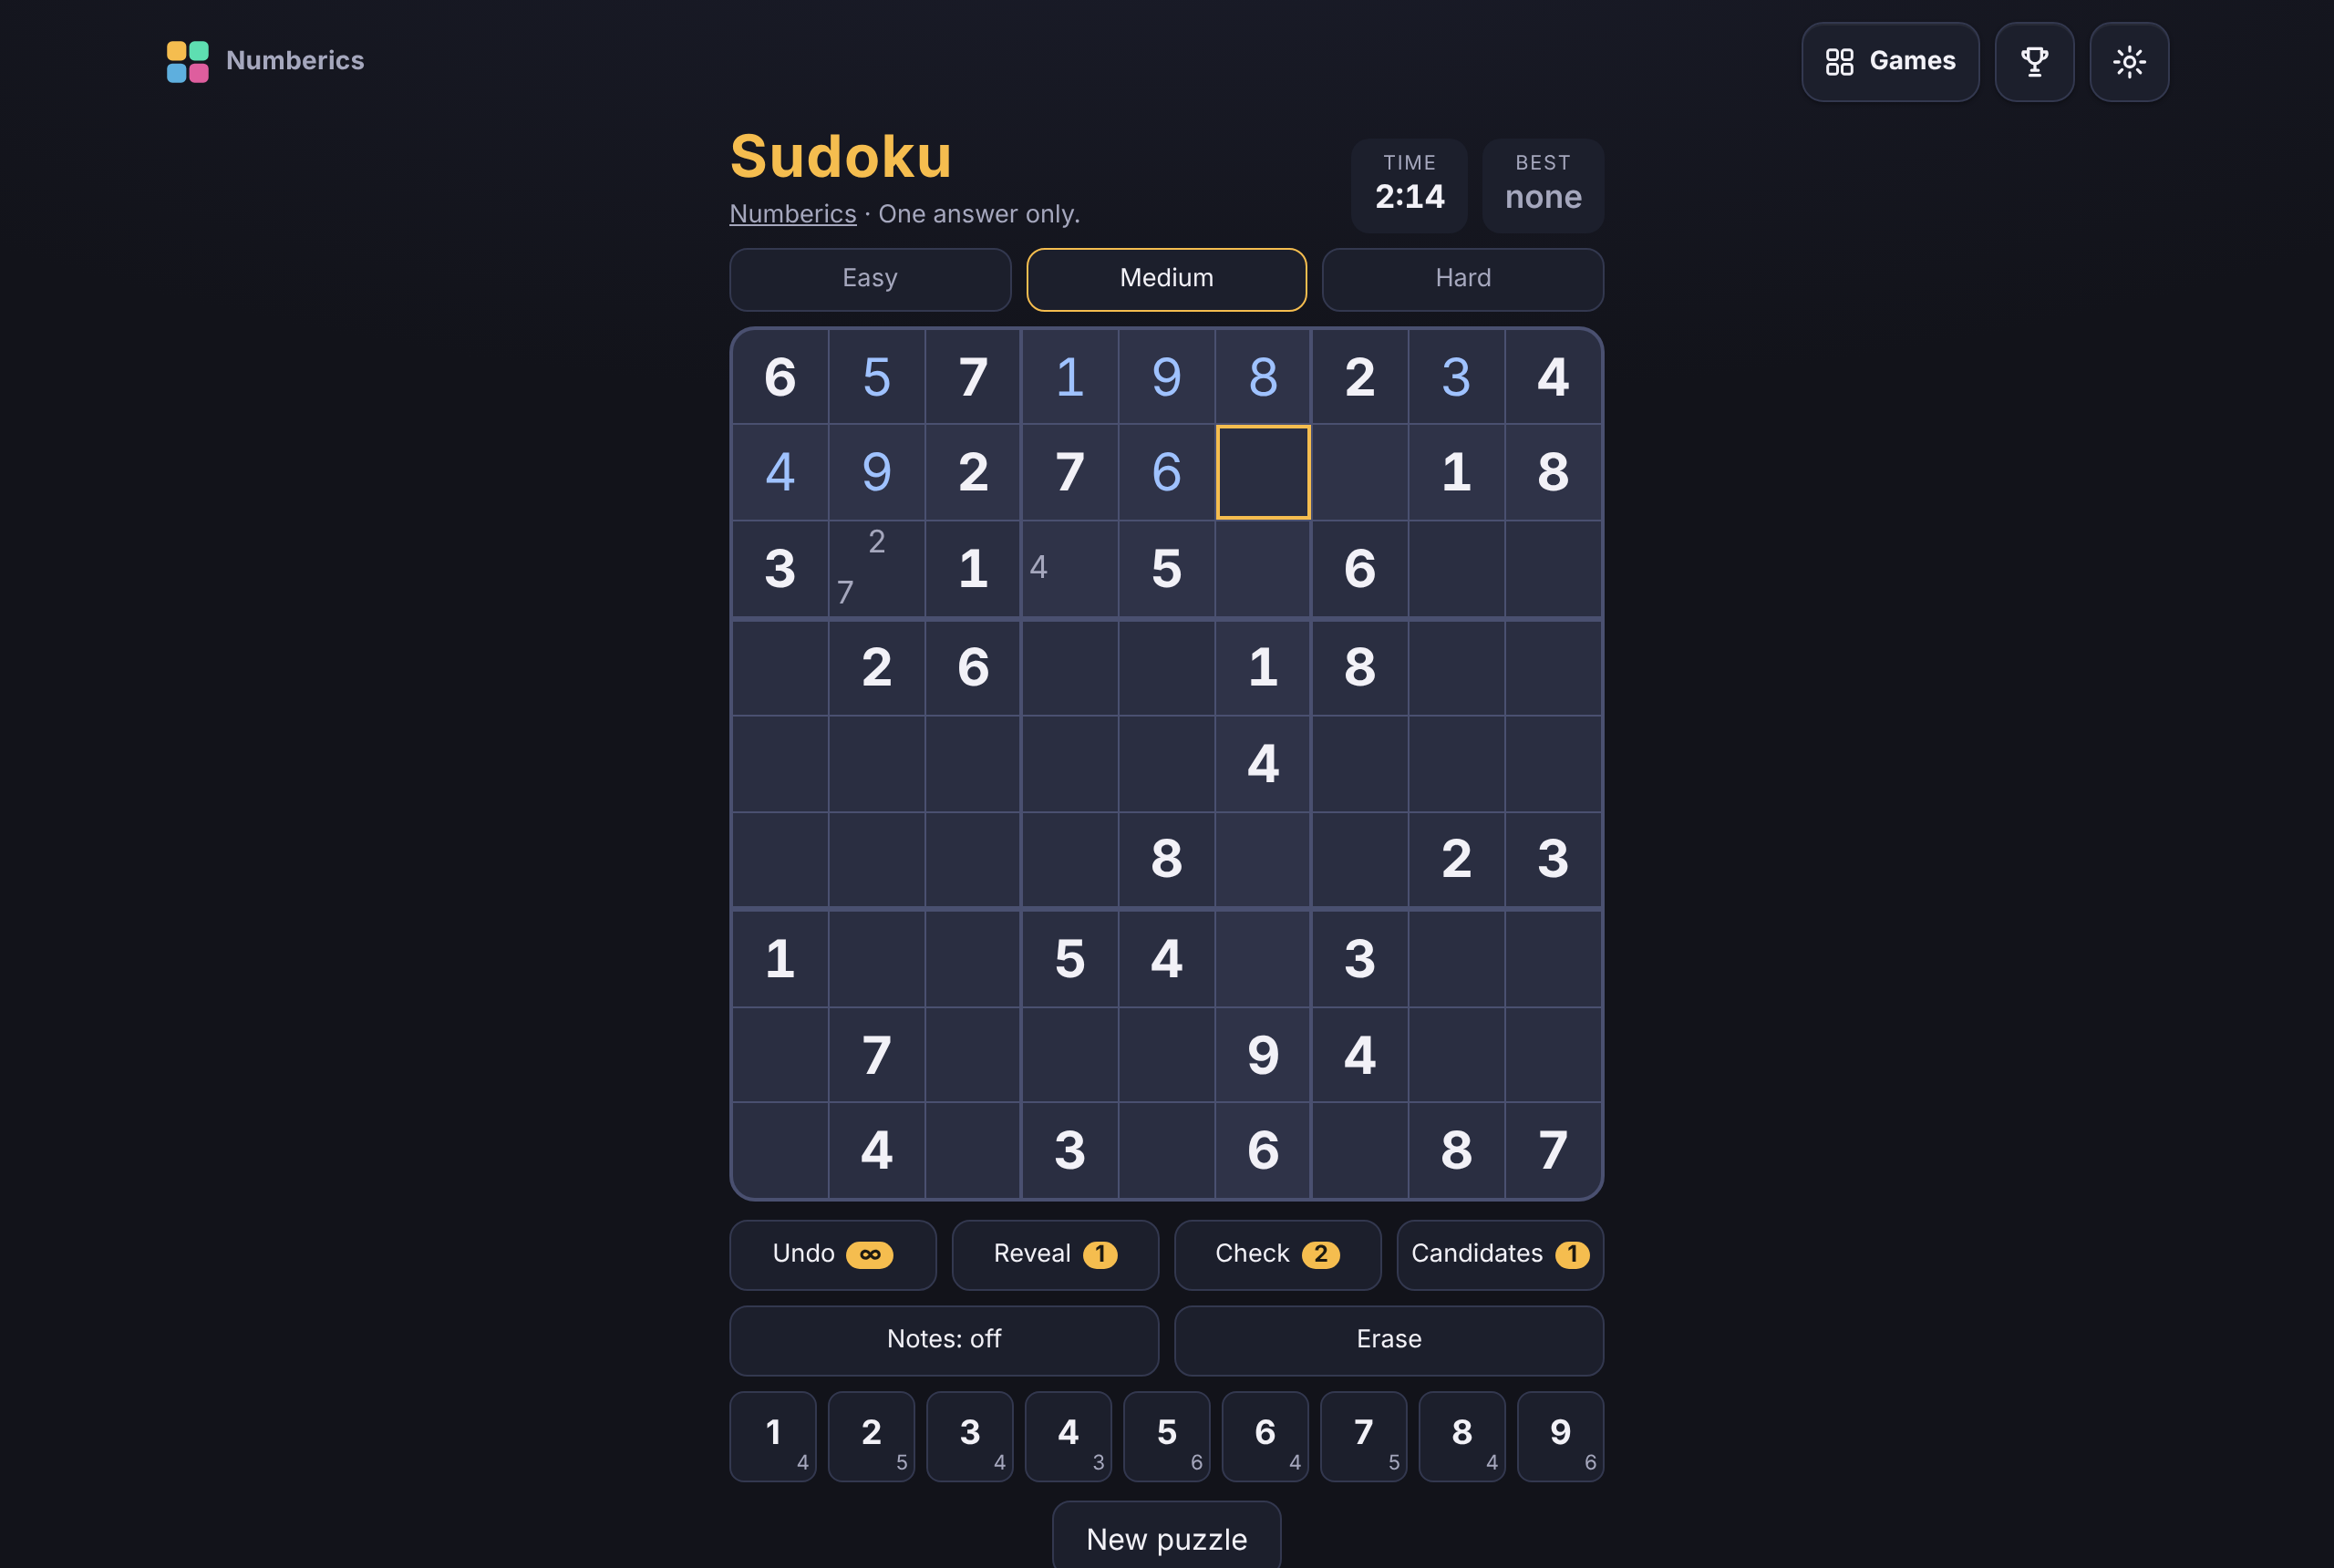 Numberics
Games
Sudoku
Numberics · One answer only.
TIME
2:14
BEST
none
Easy Medium Hard
6 5 7 1 9 8 2 3 4
4 9 2 7 6 1 8
3 2 7 1 4 5 6
2 6 1 8
4
8 2 3
1 5 4 3
7 9 4
4 3 6 8 7
Undo ∞ Reveal 1 Check 2 Candidates 1
Notes: off Erase
1 4 2 5 3 4 4 3 5 6 6 4 7 5 8 4 9 6
New puzzle